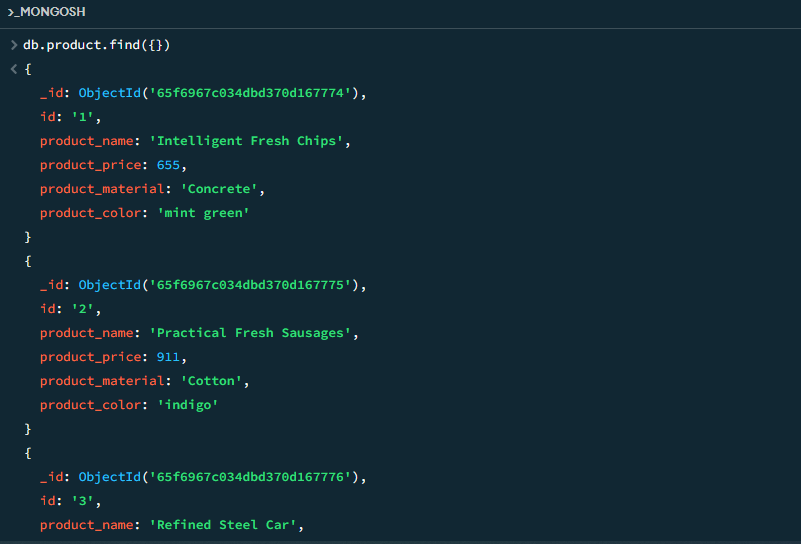 >_MONGOSH
> db.product.find({})
< {
_id: ObjectId('65f6967c034dbd370d167774'),
id: '1',
product_name: 'Intelligent Fresh Chips',
product_price: 655,
product_material: 'Concrete',
product_color: 'mint green'
}
{
_id: ObjectId('65f6967c034dbd370d167775'),
id: '2',
product_name: 'Practical Fresh Sausages',
product_price: 911,
product_material: 'Cotton',
product_color: 'indigo'
}
{
_id: ObjectId('65f6967c034dbd370d167776'),
id: '3',
product_name: 'Refined Steel Car',